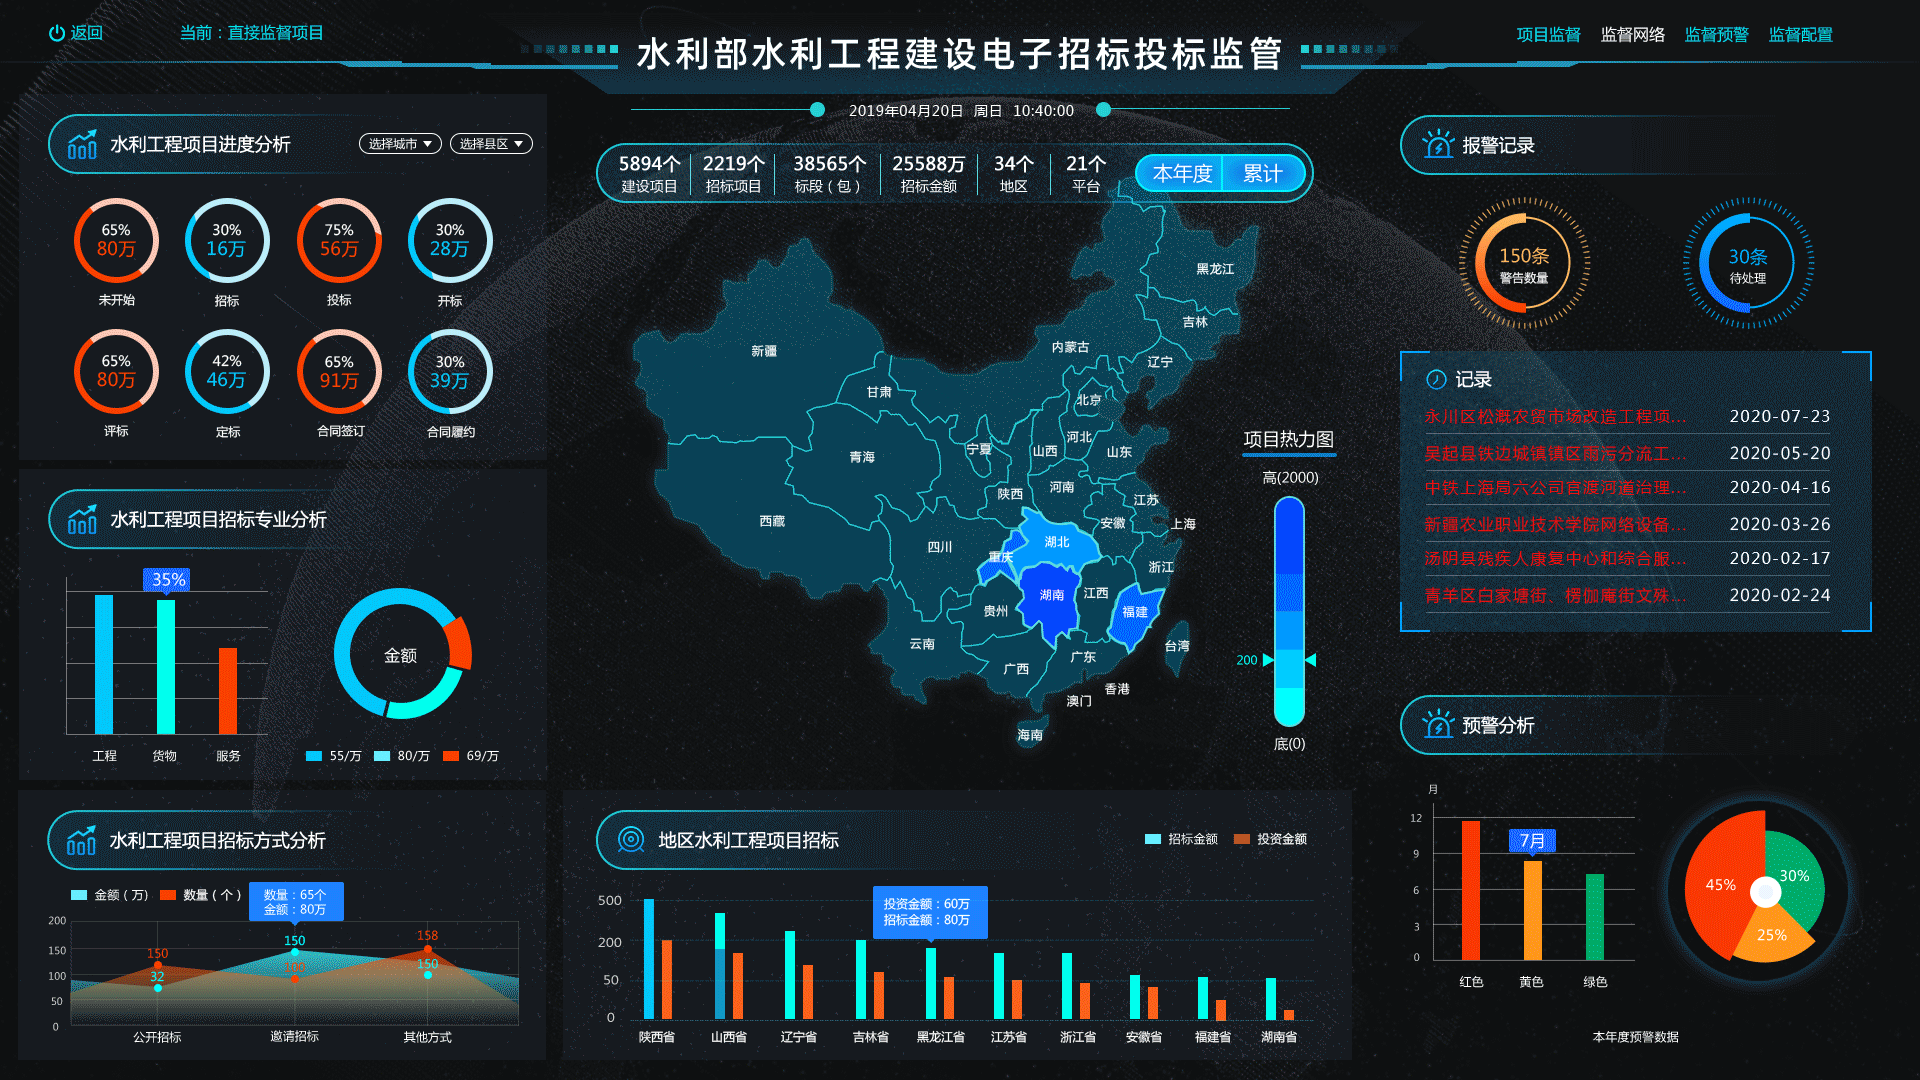 返回
当前：直接监督项目
水利部水利工程建设电子招标投标监管
项目监督 监督网络 监督预警 监督配置
2019年04月20日 周日 10:40:00
水利工程项目进度分析
选择城市
选择县区
65%
80万
未开始
30%
16万
招标
75%
56万
投标
30%
28万
开标
65%
80万
评标
42%
46万
定标
65%
91万
合同签订
30%
39万
合同履约
水利工程项目招标专业分析
35%
工程 货物 服务
金额
55/万 80/万 69/万
水利工程项目招标方式分析
金额（万） 数量（个）
数量：65个
金额：80万
200
150
100
50
0
150
32
150
158
150
公开招标 邀请招标 其他方式
5894个
建设项目
2219个
招标项目
38565个
标段（包）
25588万
招标金额
34个
地区
21个
平台
本年度 累计
黑龙江
吉林
辽宁
内蒙古
新疆
甘肃
北京
河北
山西
山东
宁夏
青海
陕西
河南
江苏
西藏
安徽
上海
四川
湖北
重庆
浙江
湖南
江西
贵州
福建
云南
台湾
广东
广西
香港
澳门
海南
项目热力图
高(2000)
200
底(0)
地区水利工程项目招标
招标金额 投资金额
投资金额：60万
招标金额：80万
500
200
50
0
陕西省 山西省 辽宁省 吉林省 黑龙江省 江苏省 浙江省 安徽省 福建省 湖南省
报警记录
150条
警告数量
30条
待处理
记录
永川区松溉农贸市场改造工程项... 2020-07-23
吴起县铁边城镇镇区雨污分流工... 2020-05-20
中铁上海局六公司官渡河道治理... 2020-04-16
新疆农业职业技术学院网络设备... 2020-03-26
汤阴县残疾人康复中心和综合服... 2020-02-17
青羊区白家塘街、楞伽庵街文殊... 2020-02-24
预警分析
月
12
9
6
3
0
7月
红色 黄色 绿色
45%
30%
25%
本年度预警数据